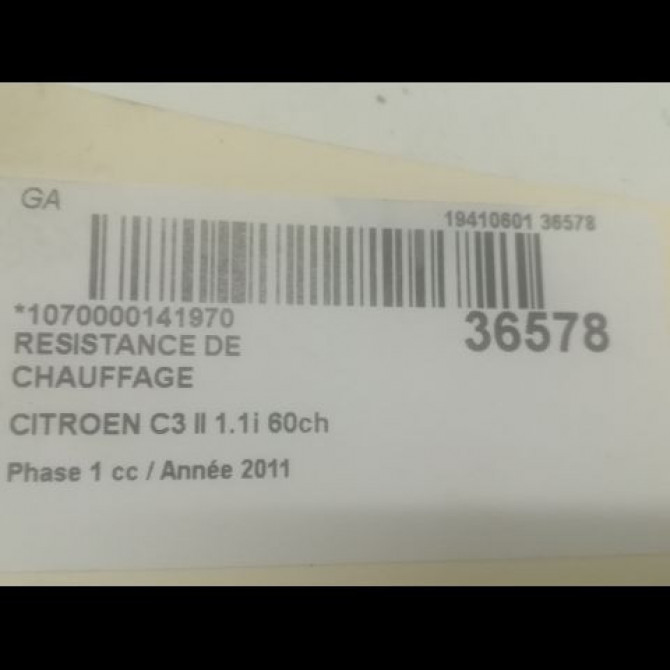 GA
19410601 36578
*1070000141970
36578
RESISTANCE DE
CHAUFFAGE
CITROEN C3 II 1.1i 60ch
Phase 1 cc / Année 2011